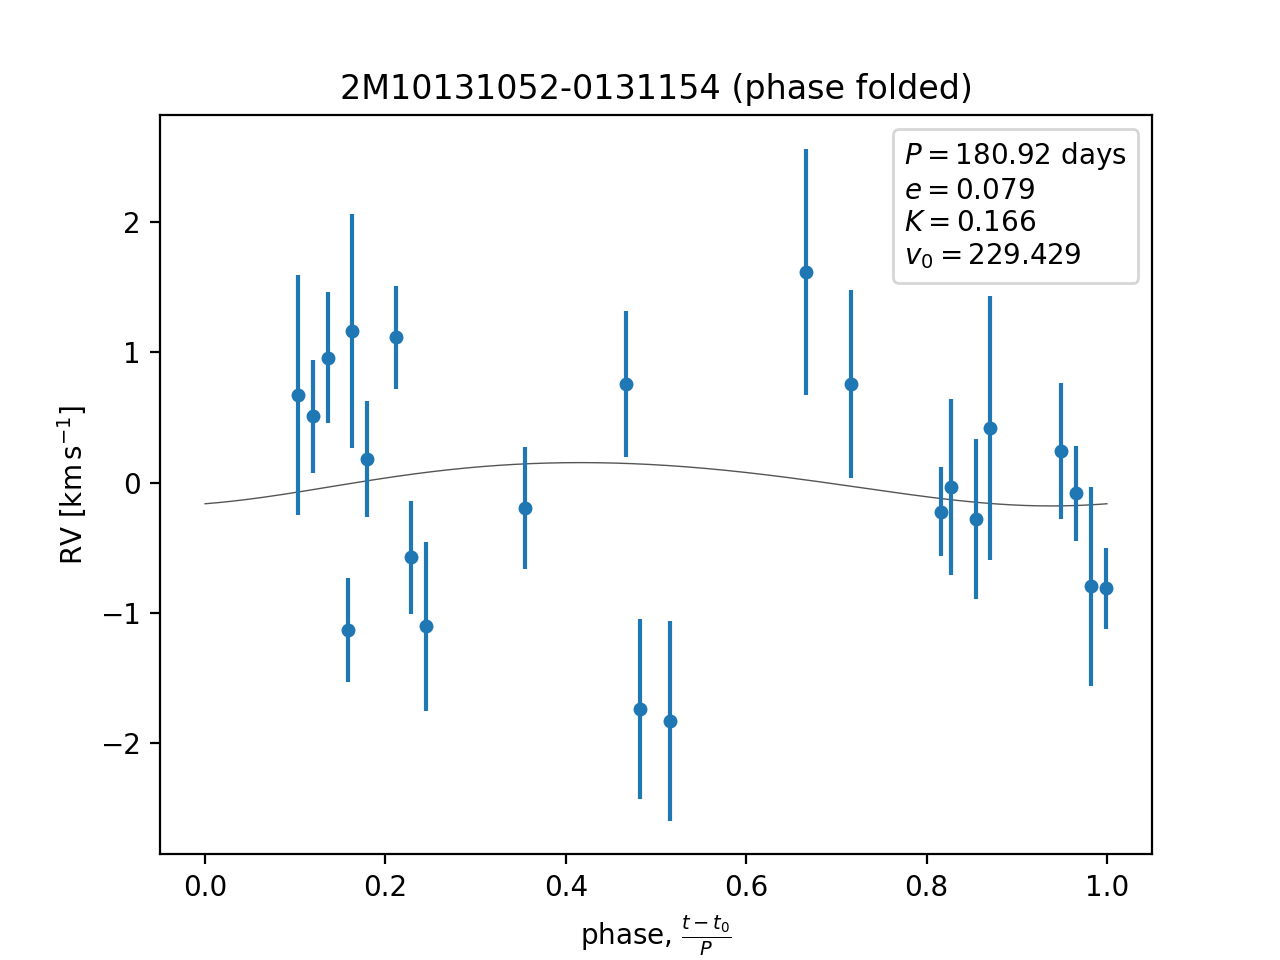 2M10131052-0131154 (phase folded)
P = 180.92 days
e = 0.079
K = 0.166
v₀ = 229.429
RV [km s⁻¹]
2
1
0
−1
−2
0.0 0.2 0.4 0.6 0.8 1.0
phase, (t − t₀)/P